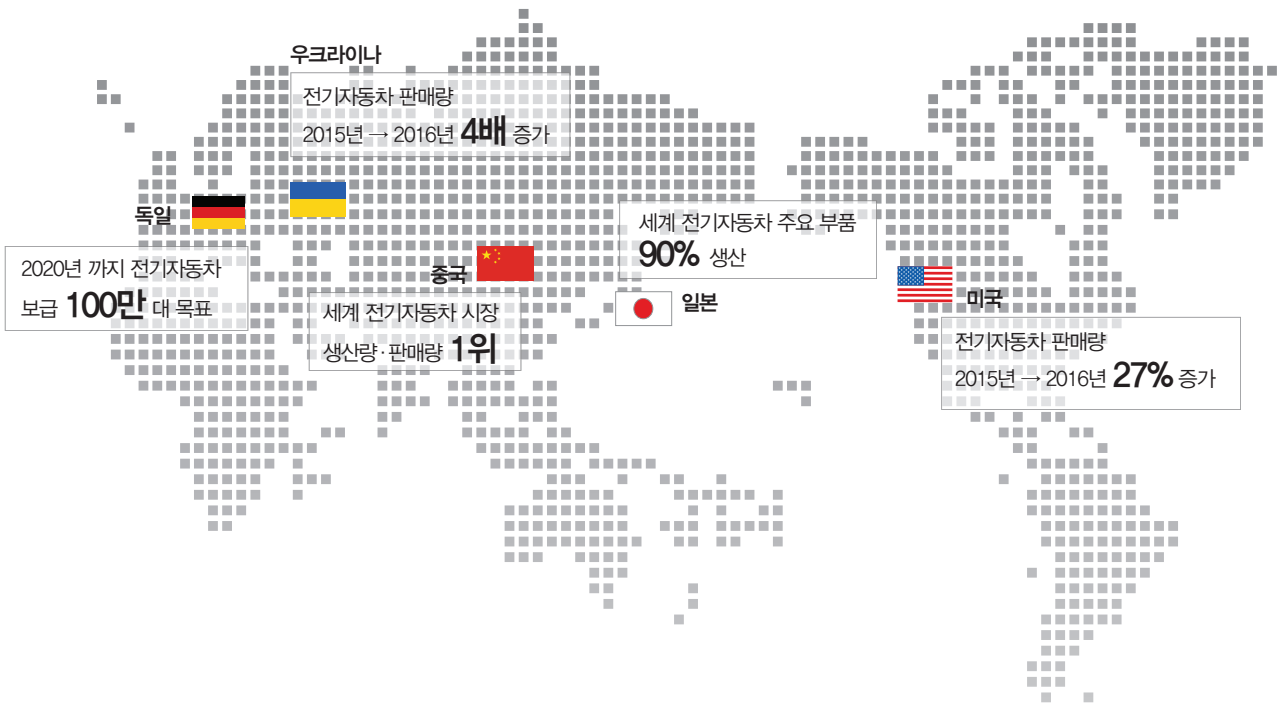 우크라이나
전기자동차 판매량
2015년 → 2016년 4배 증가
독일
2020년 까지 전기자동차
보급 100만 대 목표
중국
세계 전기자동차 시장
생산량·판매량 1위
세계 전기자동차 주요 부품
90% 생산
일본
미국
전기자동차 판매량
2015년 → 2016년 27% 증가